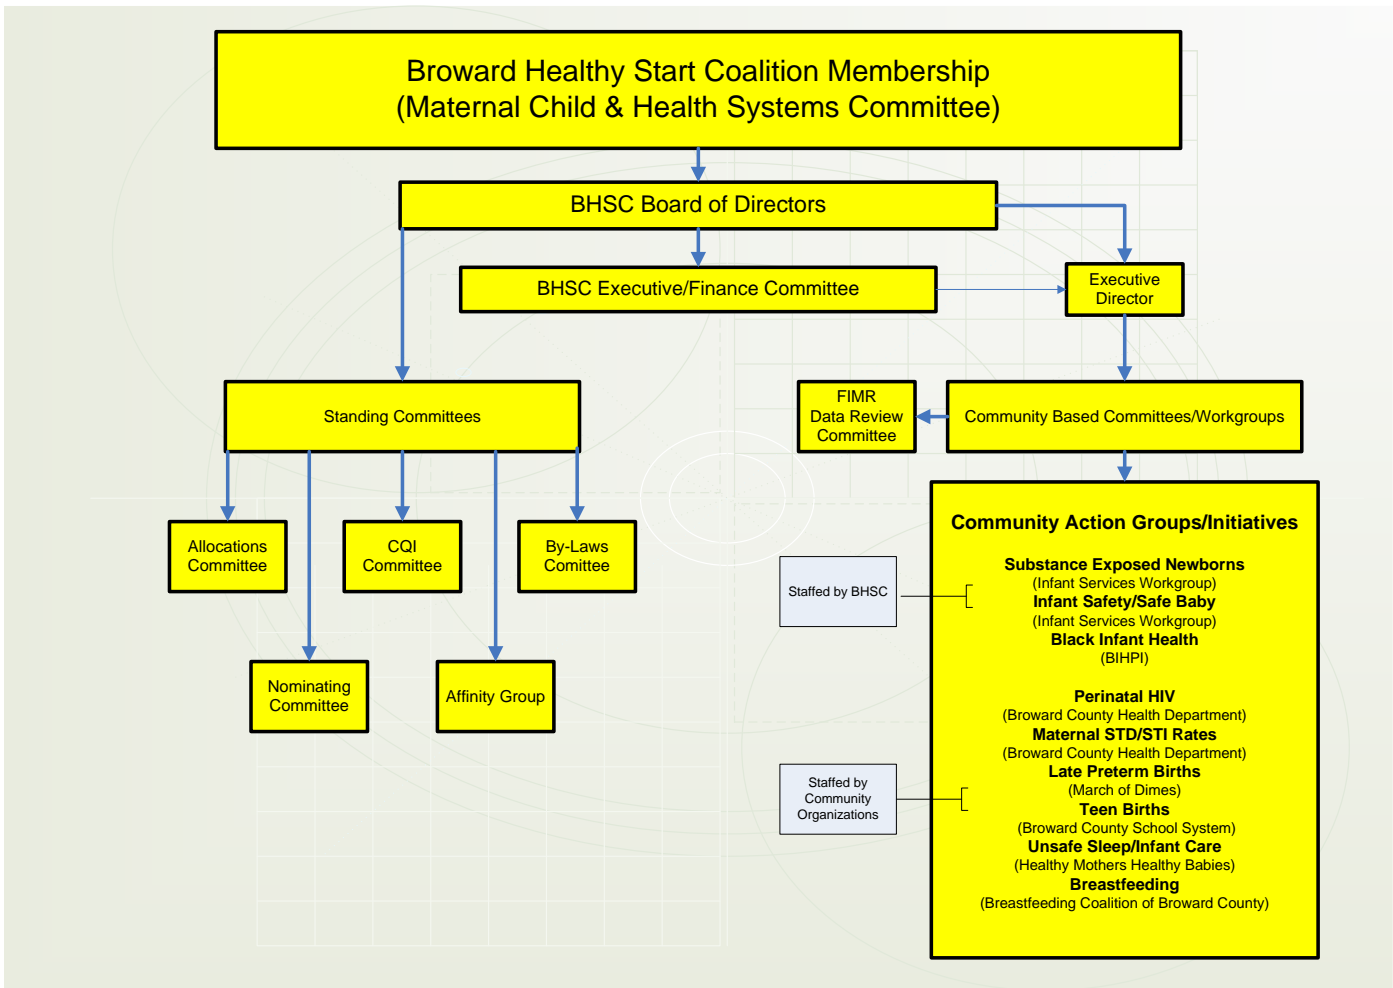 Broward Healthy Start Coalition Membership
(Maternal Child & Health Systems Committee)
BHSC Board of Directors
BHSC Executive/Finance Committee
Executive
Director
Standing Committees
FIMR
Data Review
Committee
Community Based Committees/Workgroups
Allocations
Committee
CQI
Committee
By-Laws
Comittee
Nominating
Committee
Affinity Group
Staffed by BHSC
Staffed by
Community
Organizations
Community Action Groups/Initiatives
Substance Exposed Newborns
(Infant Services Workgroup)
Infant Safety/Safe Baby
(Infant Services Workgroup)
Black Infant Health
(BIHPI)
Perinatal HIV
(Broward County Health Department)
Maternal STD/STI Rates
(Broward County Health Department)
Late Preterm Births
(March of Dimes)
Teen Births
(Broward County School System)
Unsafe Sleep/Infant Care
(Healthy Mothers Healthy Babies)
Breastfeeding
(Breastfeeding Coalition of Broward County)